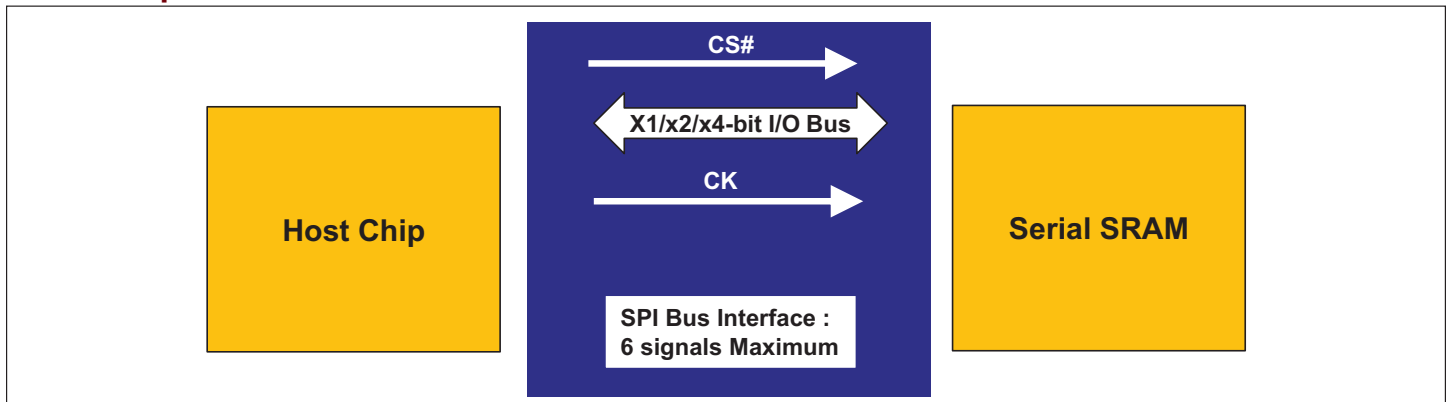 CS#
X1/x2/x4-bit I/O Bus
CK
Host Chip
Serial SRAM
SPI Bus Interface :
6 signals Maximum